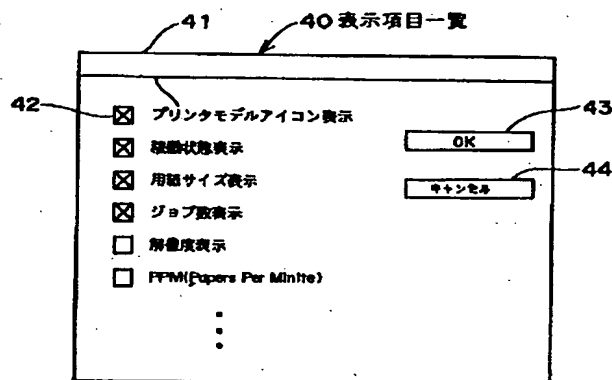 41
40 表示項目一覧
42
プリンタモデルアイコン表示
43
稼働状態表示
OK
用紙サイズ表示
44
キャンセル
ジョブ数表示
解像度表示
PPM(Papers Per Minite)